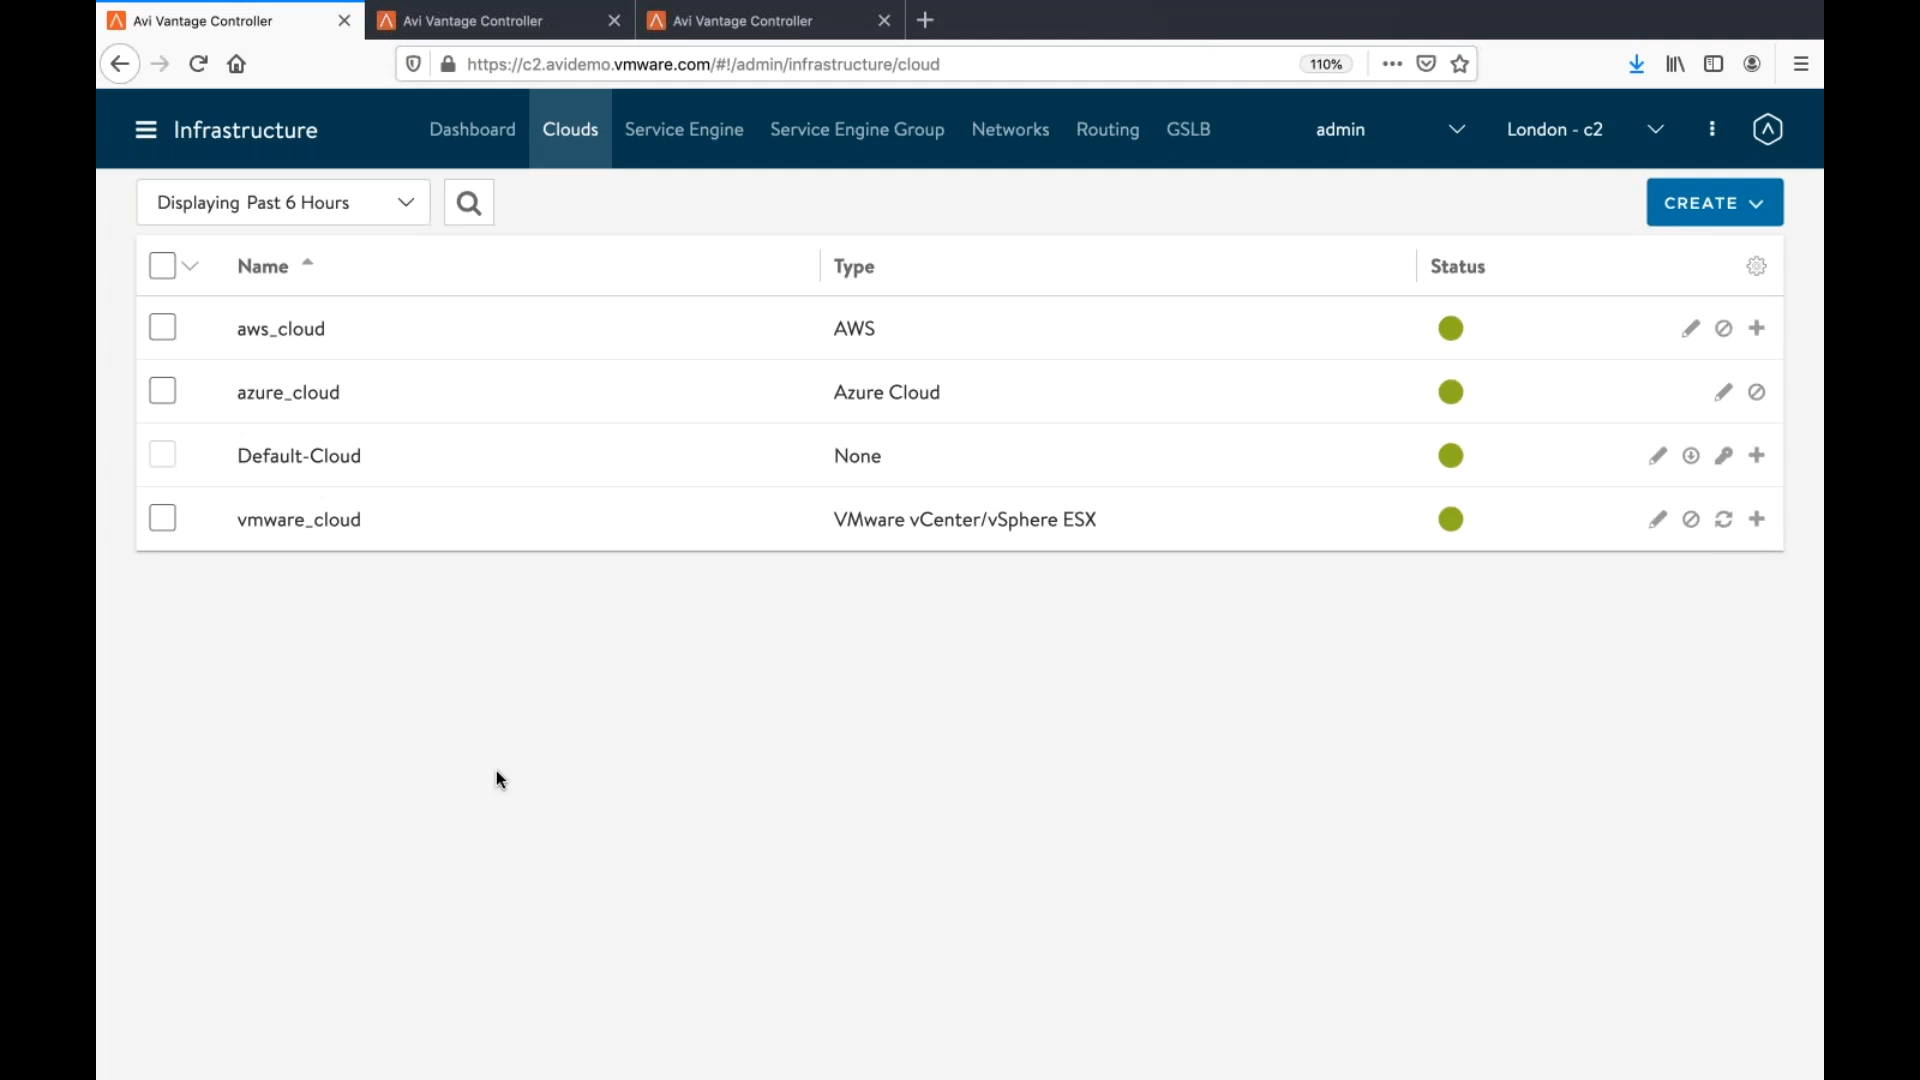 Avi Vantage Controller
Avi Vantage Controller
Avi Vantage Controller
https://c2.avidemo.vmware.com/#!/admin/infrastructure/cloud
110%
Infrastructure
Dashboard
Clouds
Service Engine
Service Engine Group
Networks
Routing
GSLB
admin
London - c2
Displaying Past 6 Hours
CREATE
Name Type Status
aws_cloud AWS
azure_cloud Azure Cloud
Default-Cloud None
vmware_cloud VMware vCenter/vSphere ESX